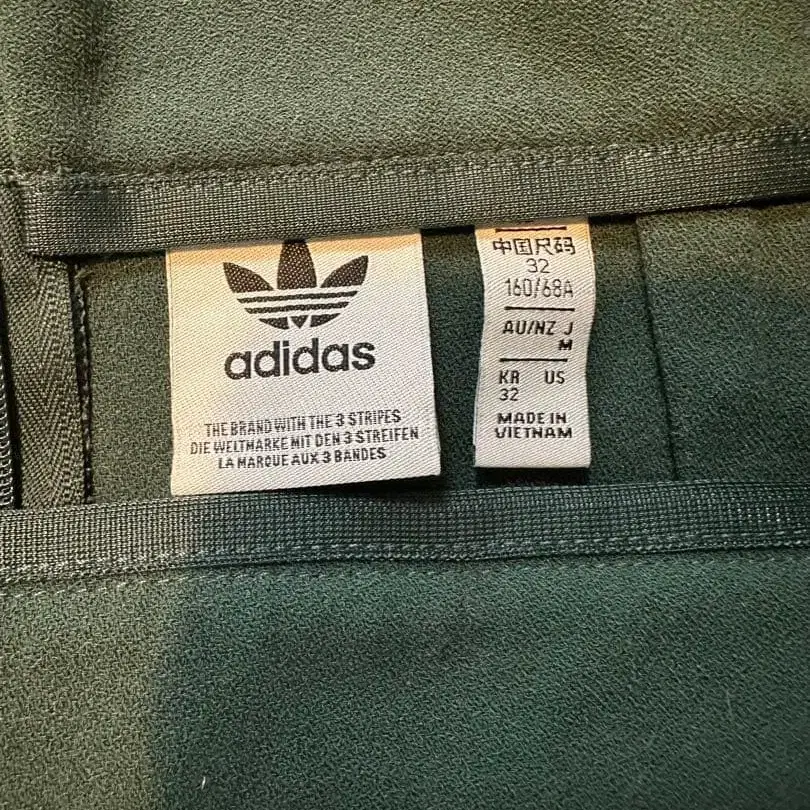 adidas
THE BRAND WITH THE 3 STRIPES
DIE WELTMARKE MIT DEN 3 STREIFEN
LA MARQUE AUX 3 BANDES
中国尺码
32
160/68A
AU/NZ J
M
KR US
32
MADE IN
VIETNAM